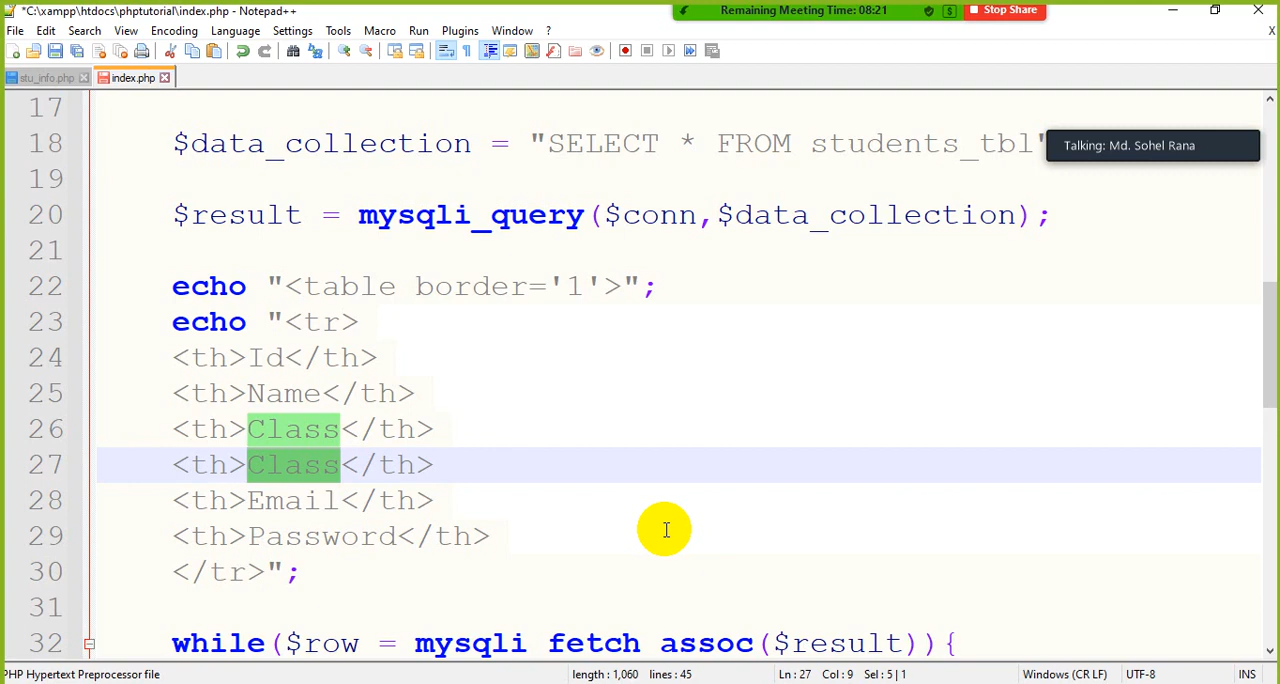 *C:\xampp\htdocs\phptutorial\index.php - Notepad++
Remaining Meeting Time: 08:21
Stop Share
File Edit Search View Encoding Language Settings Tools Macro Run Plugins Window ?
X
stu_info.php index.php
17
18 $data_collection = "SELECT * FROM students_tbl"
Talking: Md. Sohel Rana
19
20 $result = mysqli_query($conn,$data_collection);
21
22 echo "<table border='1'>";
23 echo "<tr>
24 <th>Id</th>
25 <th>Name</th>
26 <th>Class</th>
27 <th>Class</th>
28 <th>Email</th>
29 <th>Password</th>
30 </tr>";
31
32 while($row = mysqli_fetch_assoc($result)){
PHP Hypertext Preprocessor file length : 1,060 lines : 45 Ln : 27 Col : 9 Sel : 5 | 1 Windows (CR LF) UTF-8 INS